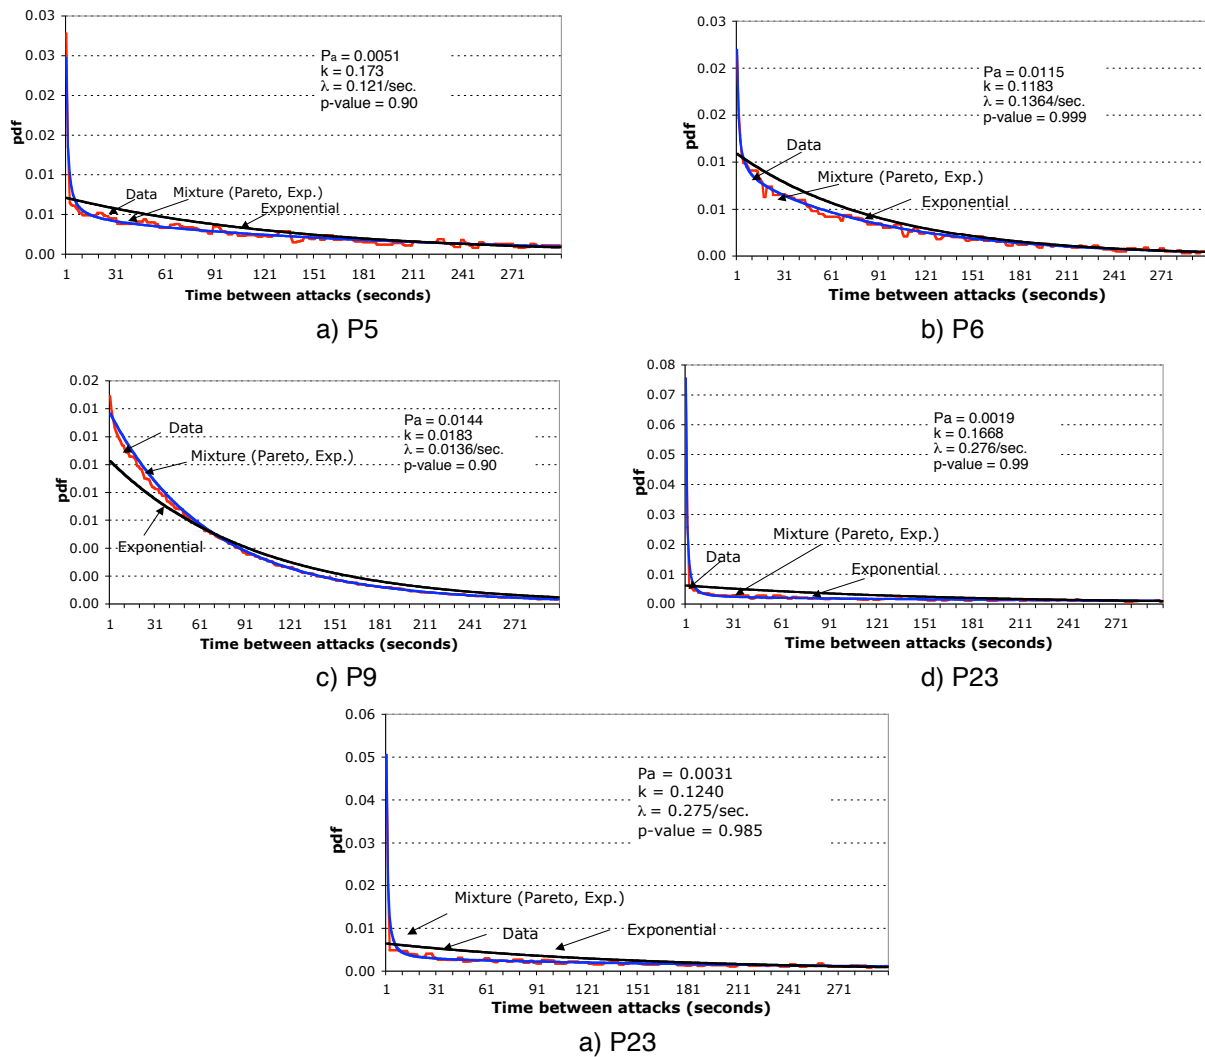 0.03
0.03
0.02
0.02
0.01
0.01
0.00
pdf
Pa = 0.0051
k = 0.173
λ = 0.121/sec.
p-value = 0.90
Data
Mixture (Pareto, Exp.)
Exponential
1 31 61 91 121 151 181 211 241 271
Time between attacks (seconds)
a) P5
0.03
0.02
0.02
0.01
0.01
0.00
pdf
Pa = 0.0115
k = 0.1183
λ = 0.1364/sec.
p-value = 0.999
Data
Mixture (Pareto, Exp.)
Exponential
1 31 61 91 121 151 181 211 241 271
Time between attacks (seconds)
b) P6
0.02
0.01
0.01
0.01
0.01
0.01
0.00
0.00
0.00
pdf
Pa = 0.0144
k = 0.0183
λ = 0.0136/sec.
p-value = 0.90
Data
Mixture (Pareto, Exp.)
Exponential
1 31 61 91 121 151 181 211 241 271
Time between attacks (seconds)
c) P9
0.08
0.07
0.06
0.05
0.04
0.03
0.02
0.01
0.00
pdf
Pa = 0.0019
k = 0.1668
λ = 0.276/sec.
p-value = 0.99
Data
Mixture (Pareto, Exp.)
Exponential
1 31 61 91 121 151 181 211 241 271
Time between attacks (seconds)
d) P23
0.06
0.05
0.04
0.03
0.02
0.01
0.00
pdf
Pa = 0.0031
k = 0.1240
λ = 0.275/sec.
p-value = 0.985
Mixture (Pareto, Exp.)
Data
Exponential
1 31 61 91 121 151 181 211 241 271
Time between attacks (seconds)
a) P23